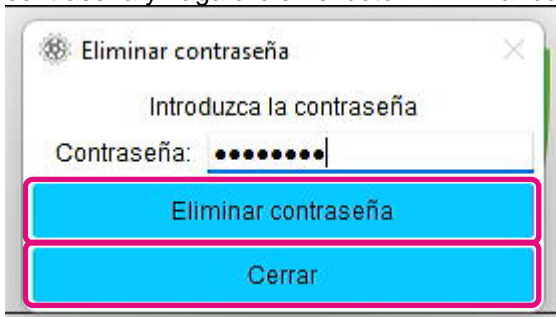 Eliminar contraseña
Introduzca la contraseña
Contraseña: ••••••••
Eliminar contraseña
Cerrar